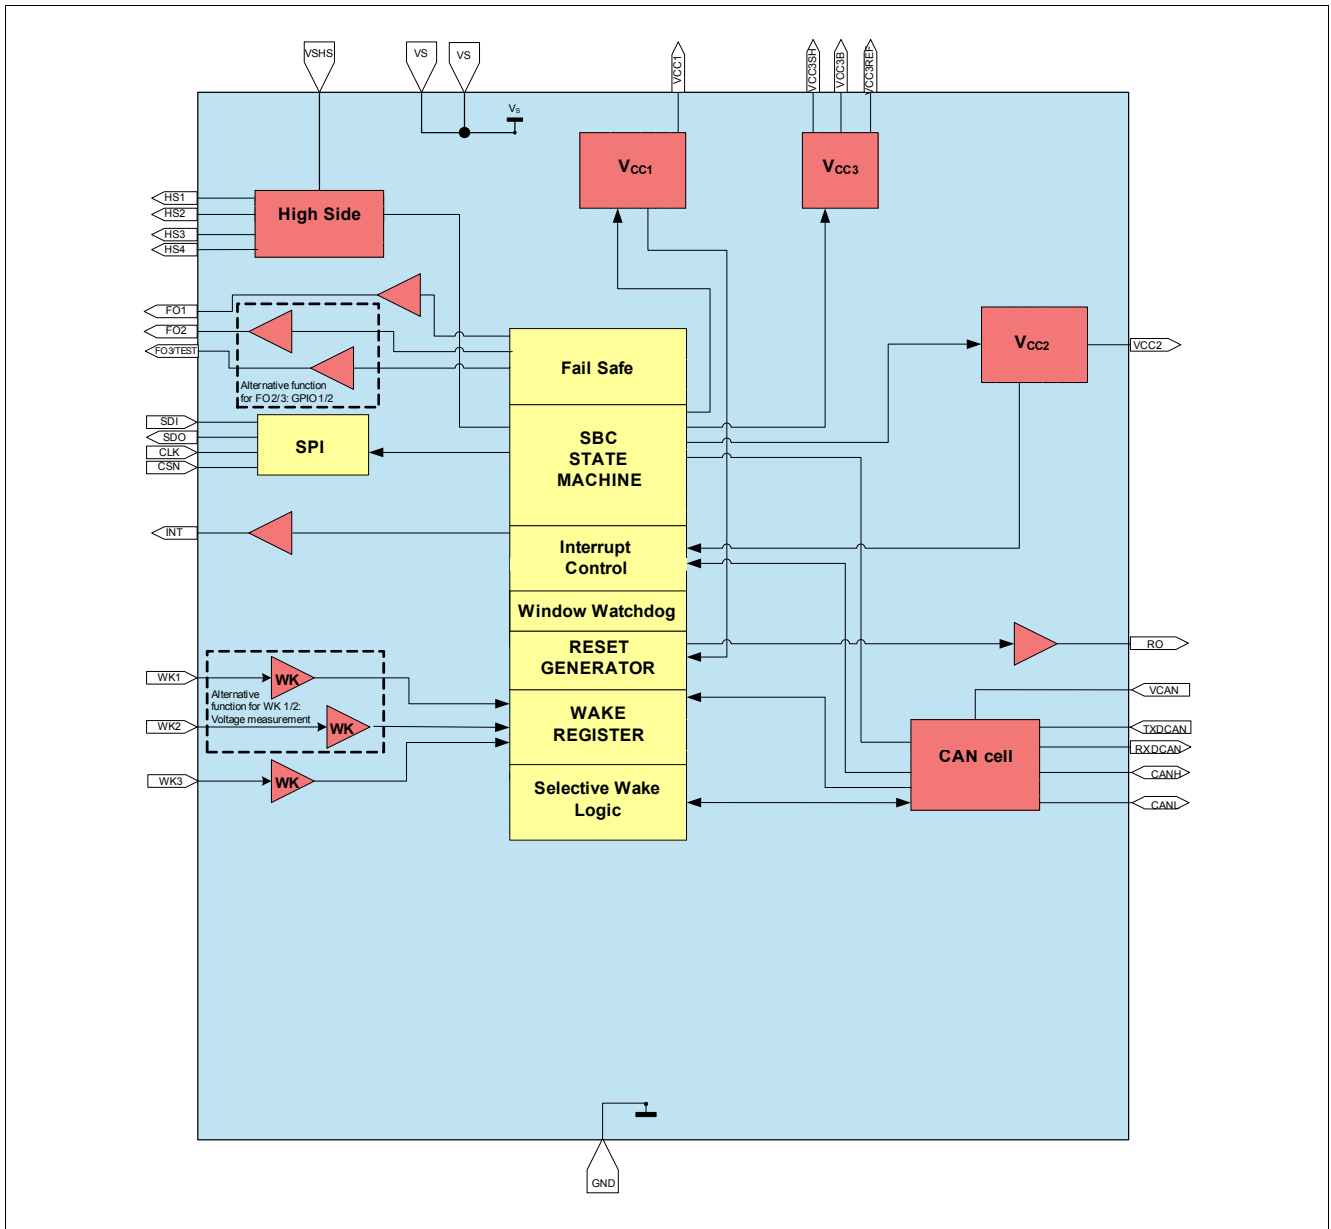 VSHS
VS
VS
VCC1
VCC3SH
VCC3B
VCC3REF
VS
VCC1
VCC3
HS1
HS2
HS3
HS4
High Side
FO1
FO2
FO3/TEST
Alternative function
for FO2/3: GPIO1/2
Fail Safe
VCC2
VCC2
SDI
SDO
CLK
CSN
SPI
SBC
STATE
MACHINE
INT
Interrupt
Control
Window Watchdog
RESET
GENERATOR
RO
WK1
WK
Alternative
function for WK 1/2:
Voltage measurement
WK2
WK
WK3
WK
WAKE
REGISTER
Selective Wake
Logic
VCAN
TXDCAN
RXDCAN
CANH
CANL
CAN cell
GND